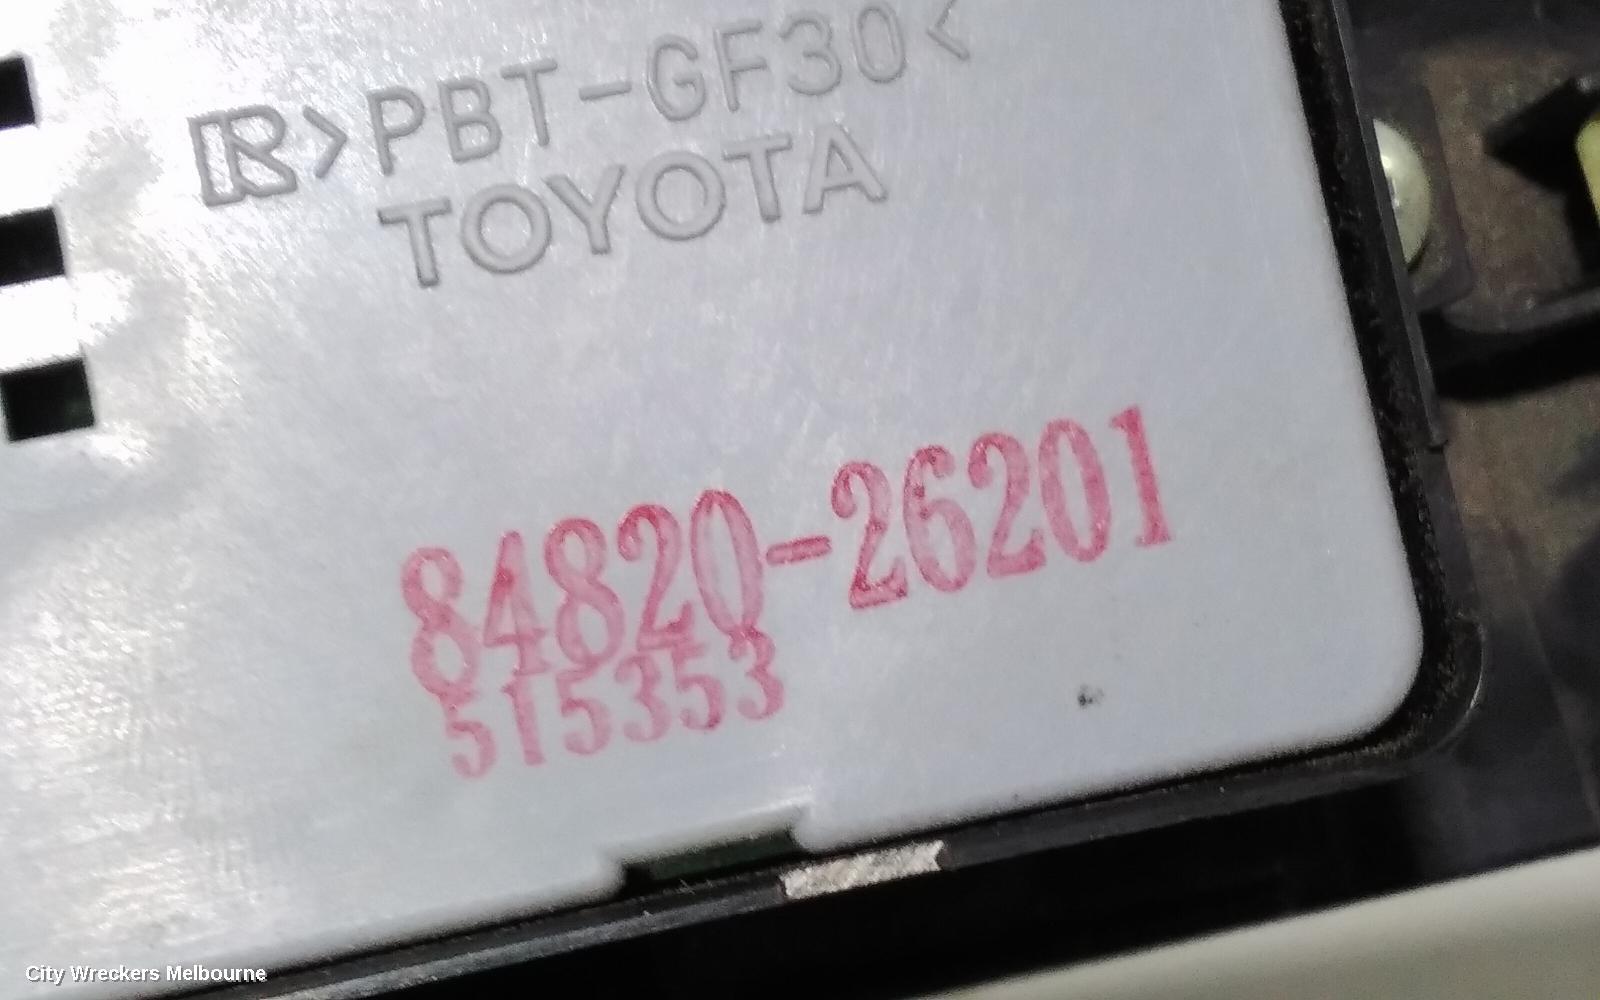 R >PBT-GF30<
TOYOTA
84820-26201
515353
City Wreckers Melbourne